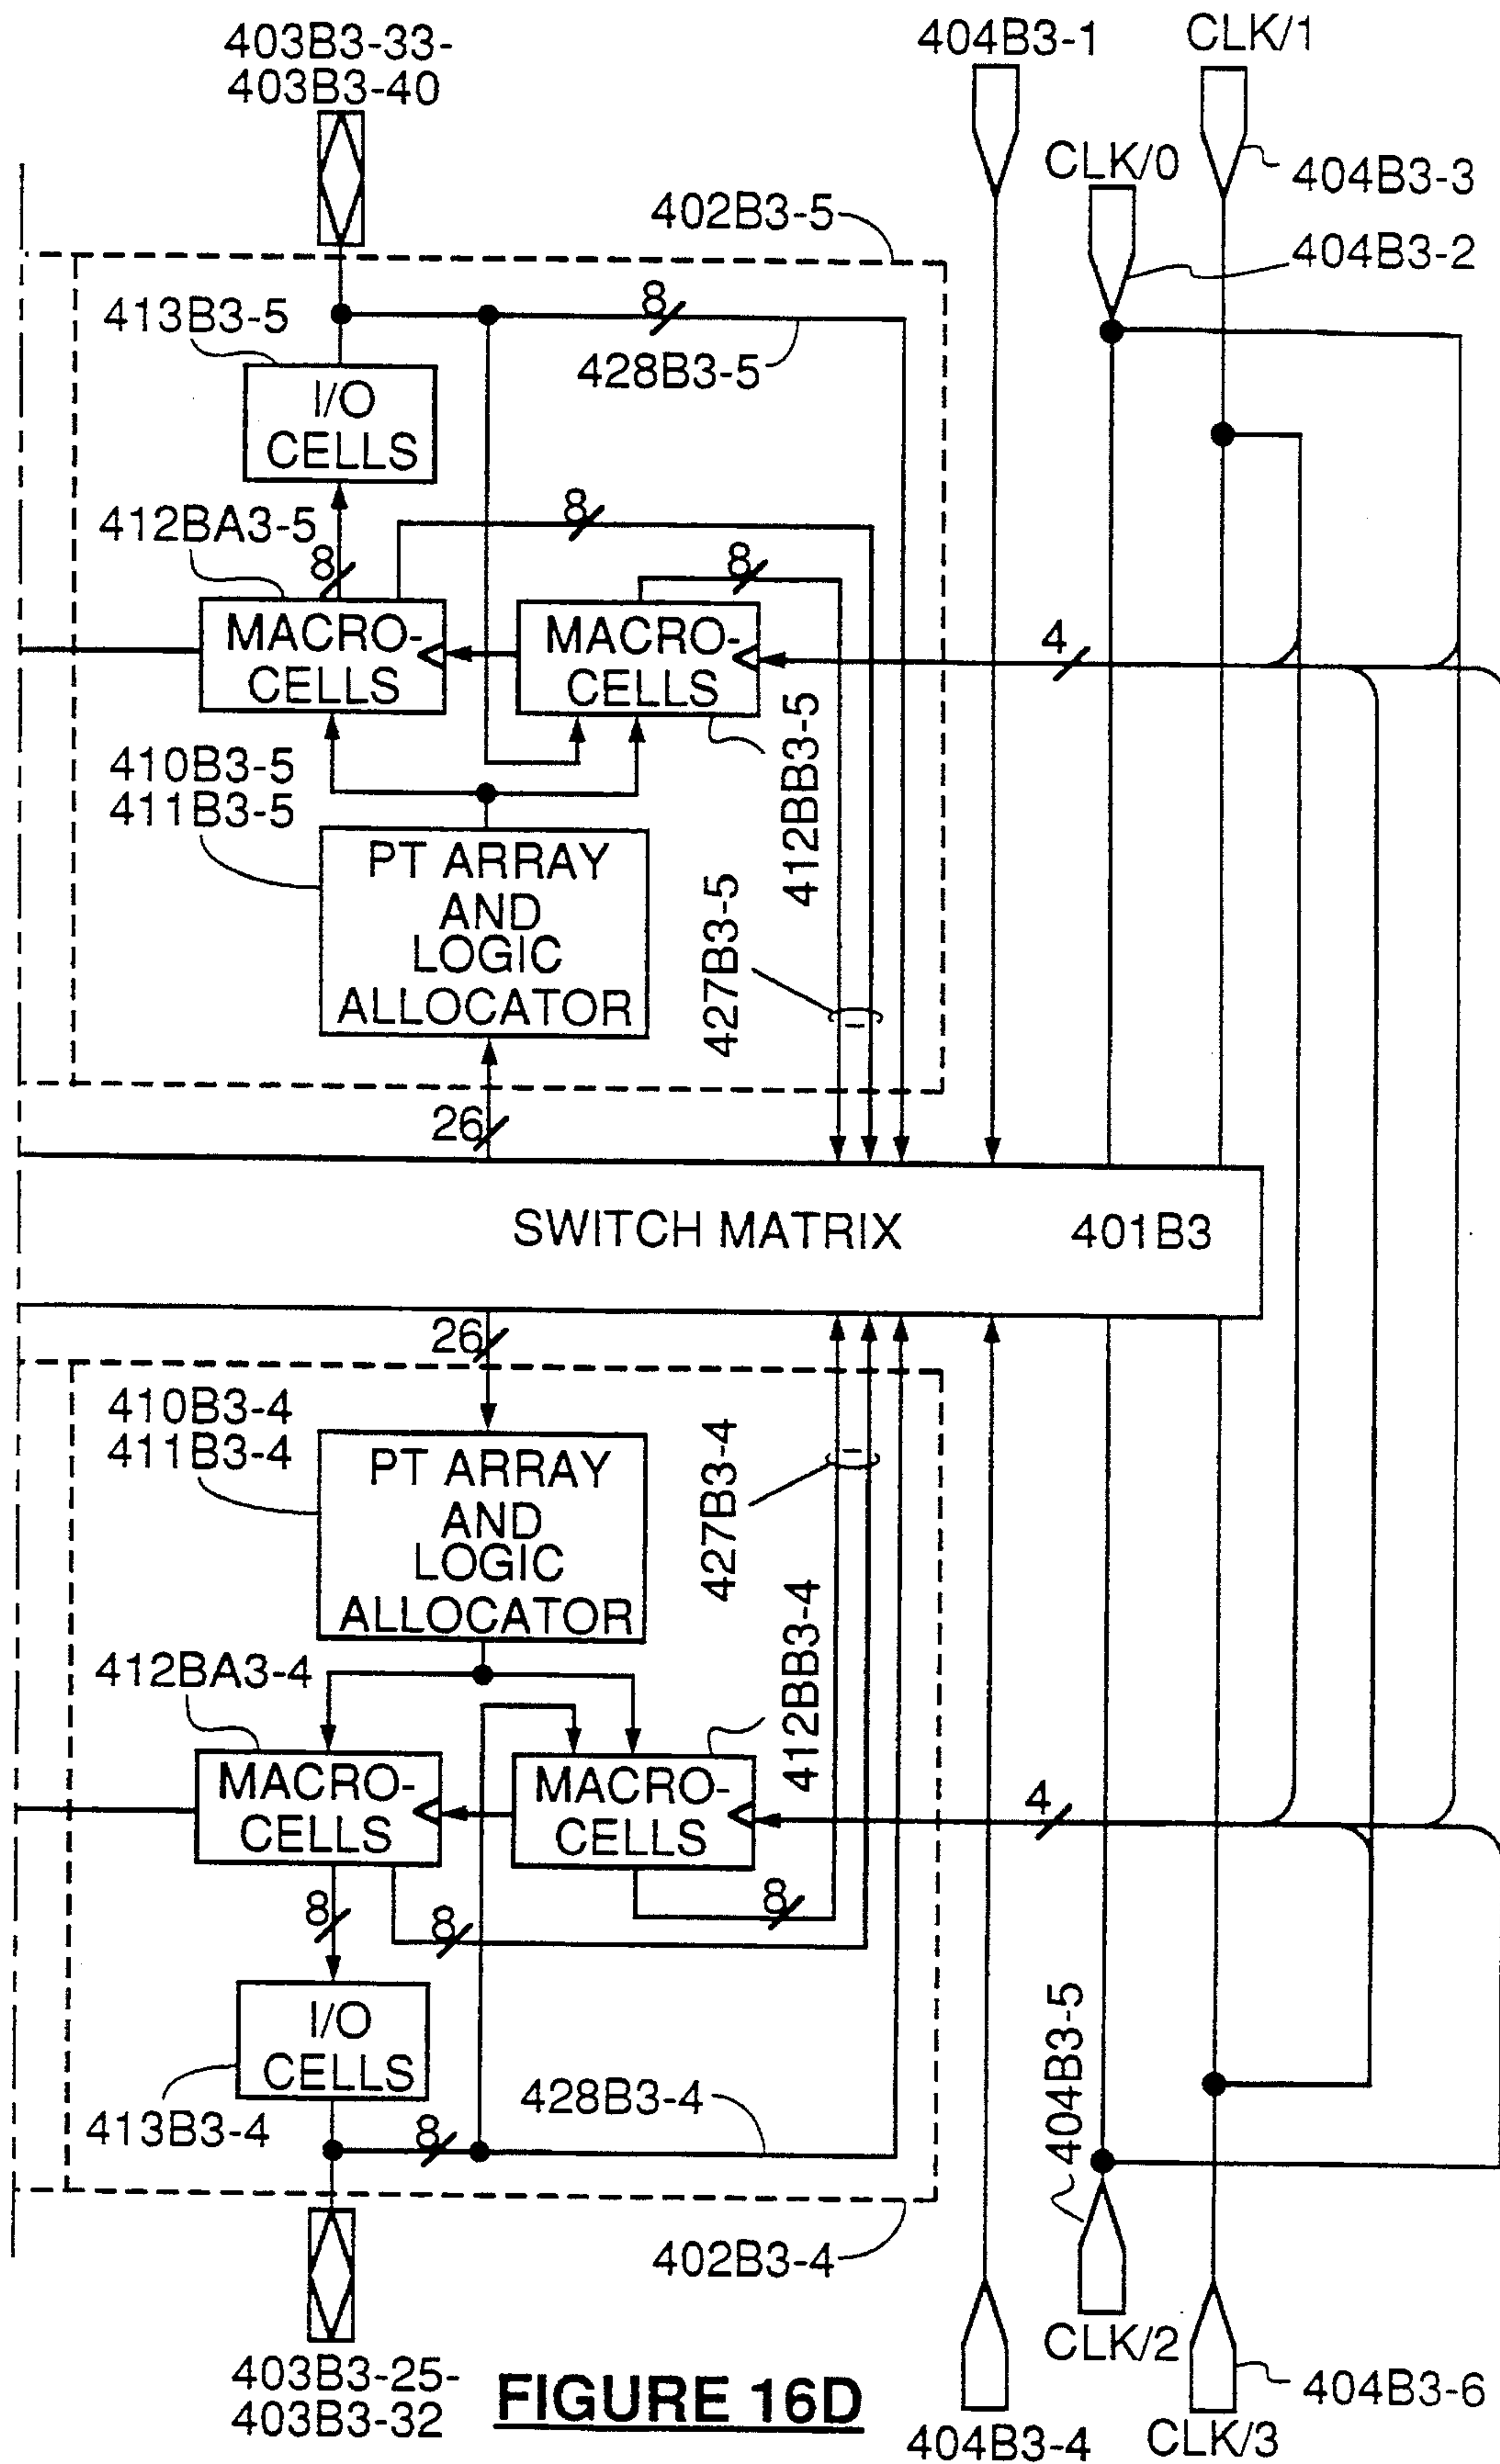 403B3-33-
403B3-40
404B3-1
CLK/1
CLK/0
404B3-3
402B3-5
404B3-2
413B3-5
8
428B3-5
I/O
CELLS
412BA3-5
8
8
8
MACRO-
CELLS
MACRO-
CELLS
4
410B3-5
411B3-5
412BB3-5
PT ARRAY
AND
LOGIC
ALLOCATOR
427B3-5
26
SWITCH MATRIX
401B3
26
410B3-4
411B3-4
PT ARRAY
AND
LOGIC
ALLOCATOR
427B3-4
412BB3-4
412BA3-4
MACRO-
CELLS
MACRO-
CELLS
4
8
8
8
I/O
CELLS
404B3-5
413B3-4
8
428B3-4
402B3-4
CLK/2
403B3-25-
403B3-32
FIGURE 16D
404B3-4
CLK/3
404B3-6